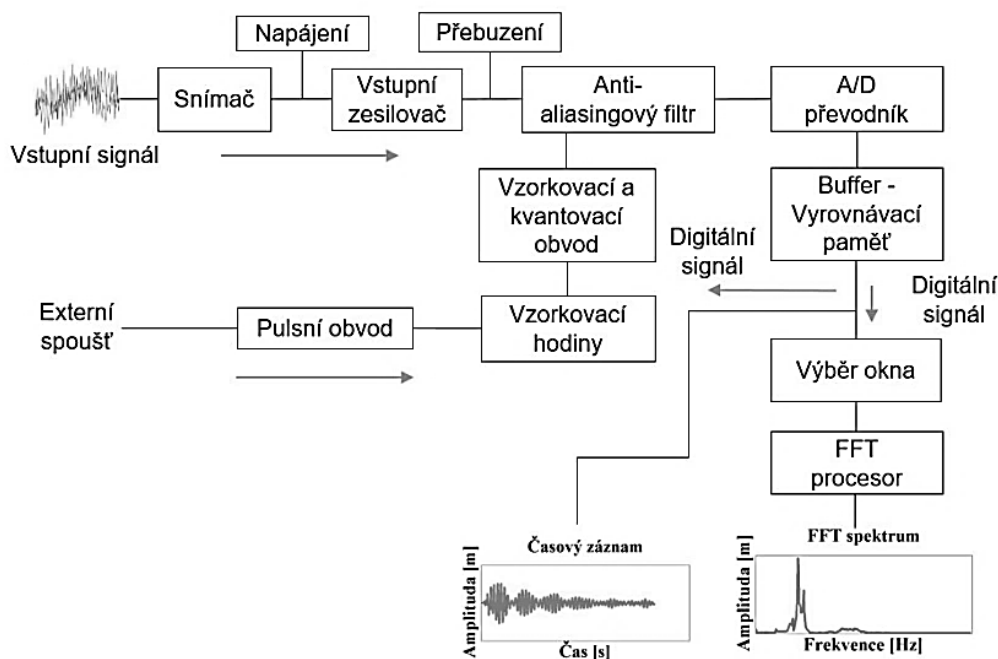 Napájení
Přebuzení
Snímač
Vstupní
zesilovač
Anti-
aliasingový filtr
A/D
převodník
Vstupní signál
Vzorkovací a
kvantovací
obvod
Buffer -
Vyrovnávací
paměť
Digitální
signál
Digitální
signál
Externí
spoušť
Pulsní obvod
Vzorkovací
hodiny
Výběr okna
FFT
procesor
Časový záznam
Amplituda [m]
Čas [s]
FFT spektrum
Amplituda [m]
Frekvence [Hz]